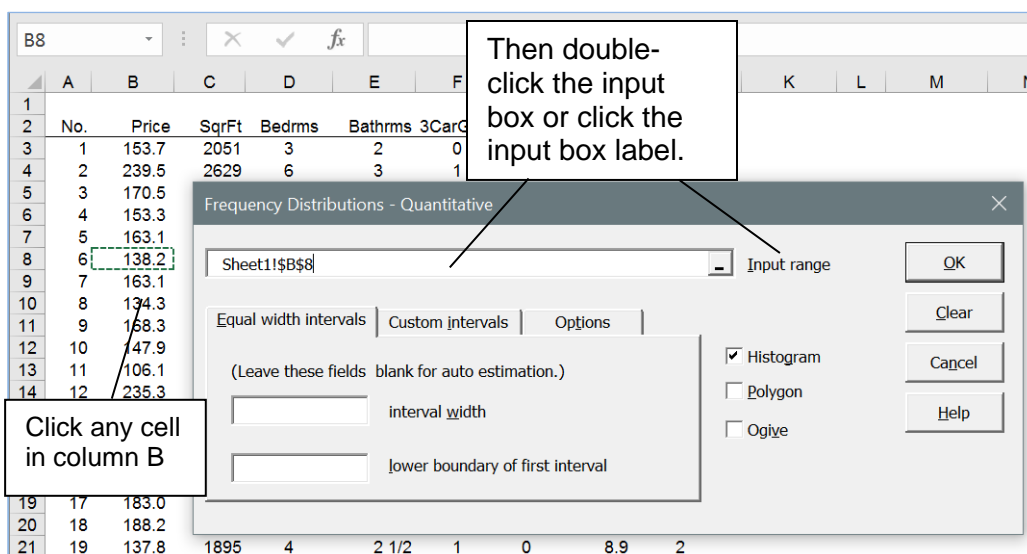 B8 fx
Then double-
click the input
box or click the
input box label.
A B C D E F K L M
1
2 No. Price SqrFt Bedrms Bathrms
3 1 153.7 2051 3 2 0
4 2 239.5 2629 6 3 1
5 3 170.5
6 4 153.3
7 5 163.1
8 6 138.2
9 7 163.1
10 8 134.3
11 9 168.3
12 10 147.9
13 11 106.1
14 12 235.3
Frequency Distributions - Quantitative
Sheet1!$B$8
Input range
OK
Clear
Cancel
Help
Equal width intervals Custom intervals Options
(Leave these fields blank for auto estimation.)
interval width
lower boundary of first interval
Histogram
Polygon
Ogive
Click any cell
in column B
19 17 183.0
20 18 188.2
21 19 137.8 1895 4 2 1/2 1 0 8.9 2